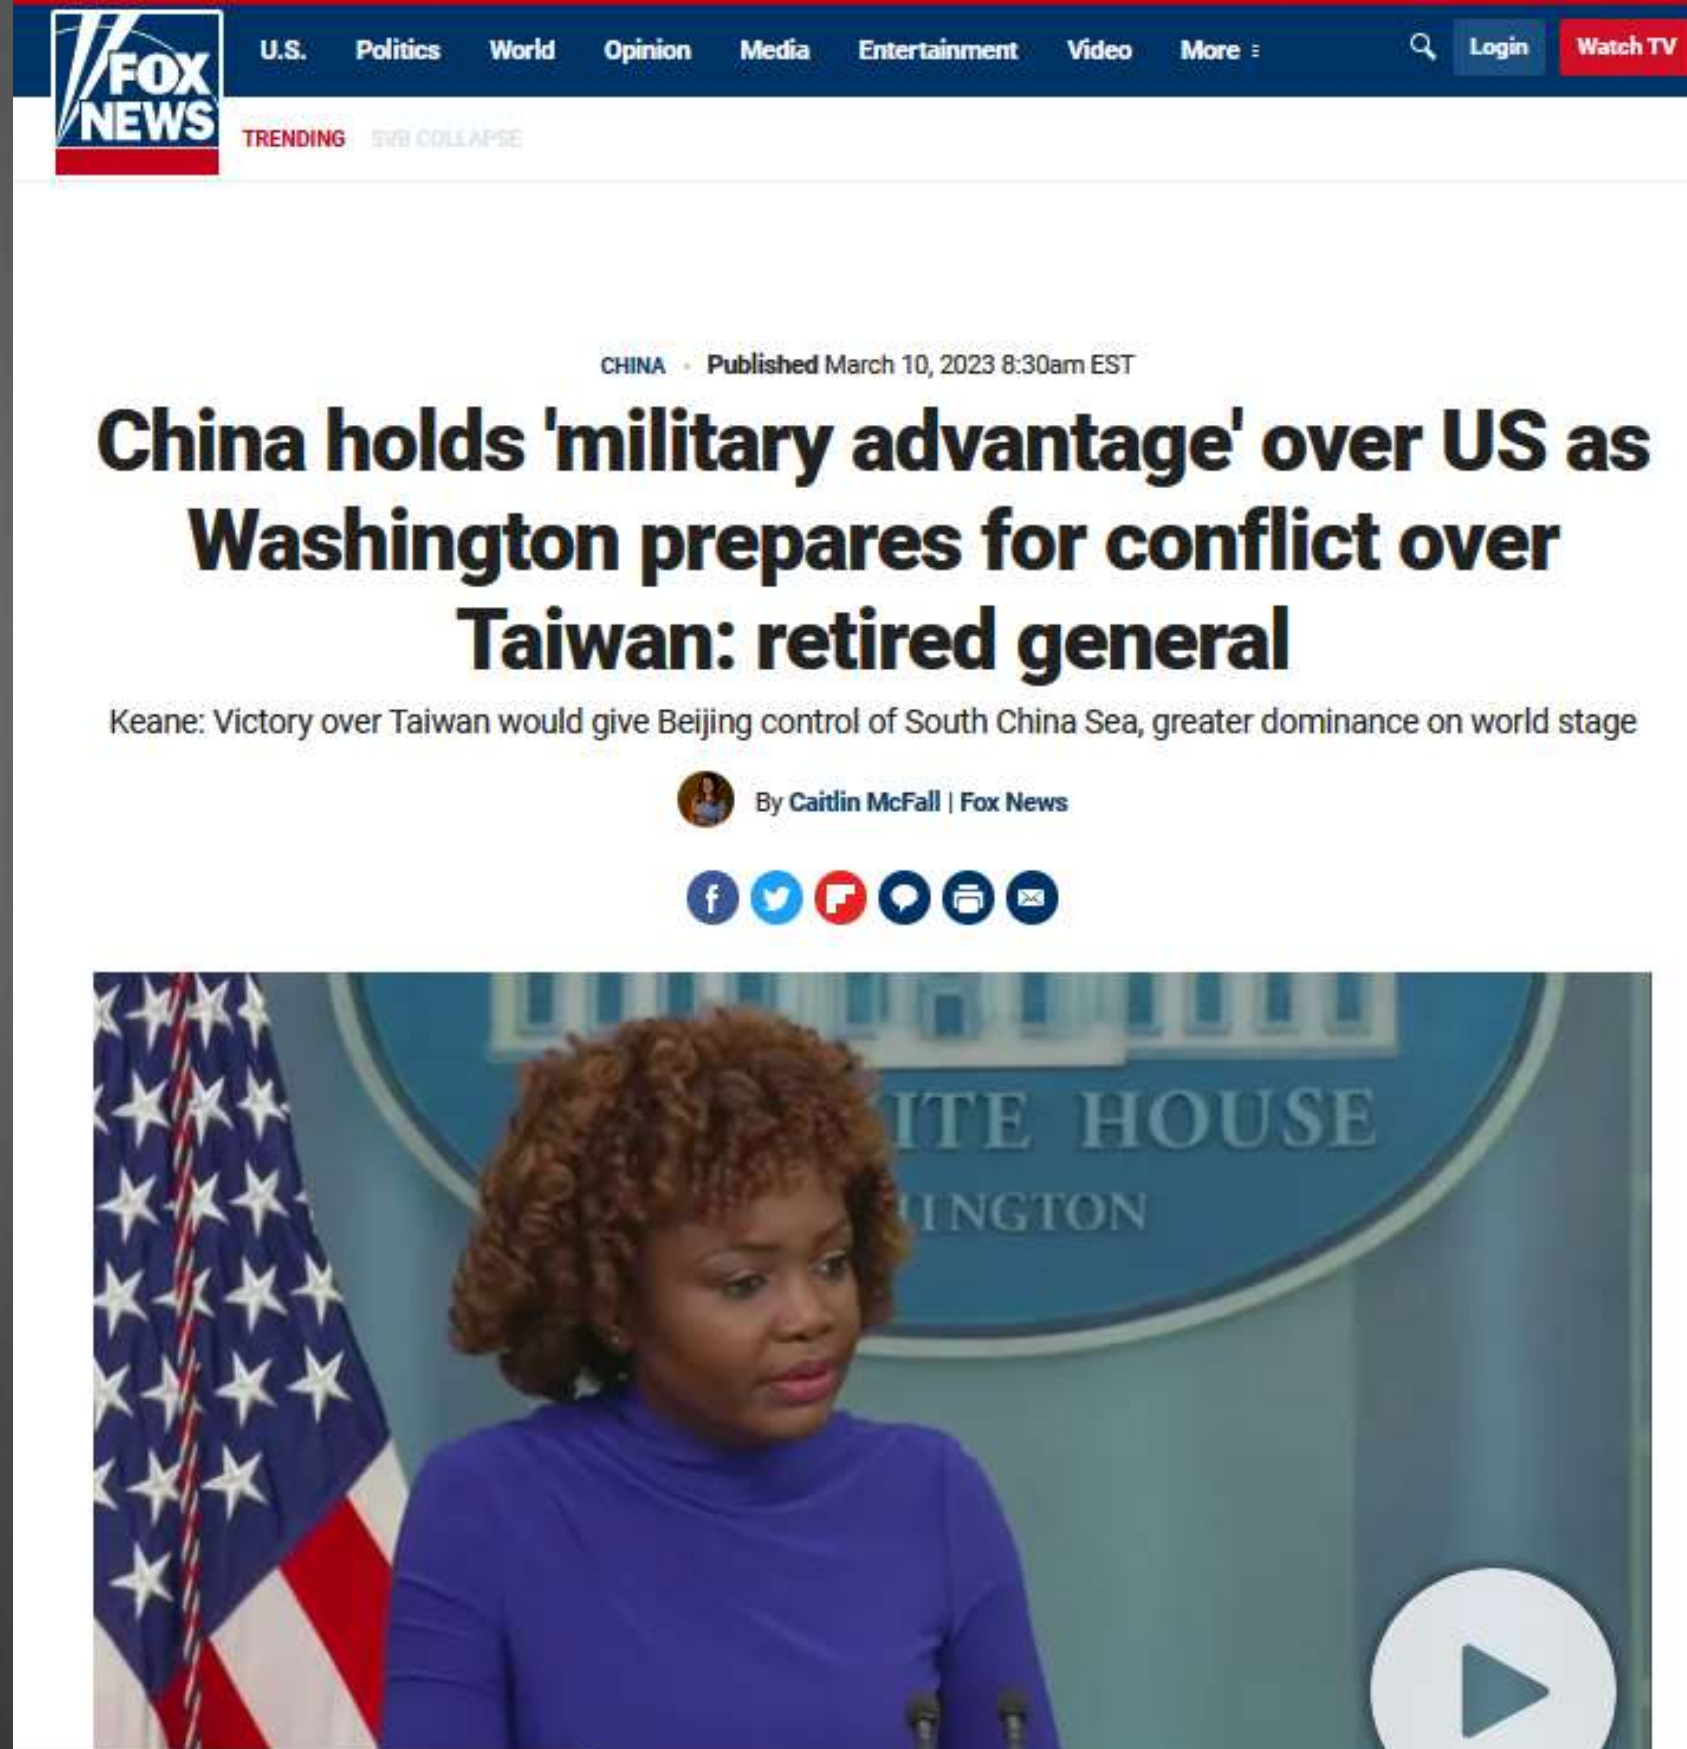 FOX
NEWS
U.S. Politics World Opinion Media Entertainment Video More Login Watch TV
TRENDING SVB COLLAPSE
CHINA · Published March 10, 2023 8:30am EST
China holds 'military advantage' over US as
Washington prepares for conflict over
Taiwan: retired general
Keane: Victory over Taiwan would give Beijing control of South China Sea, greater dominance on world stage
By Caitlin McFall | Fox News
ITE HOUSE
INGTON